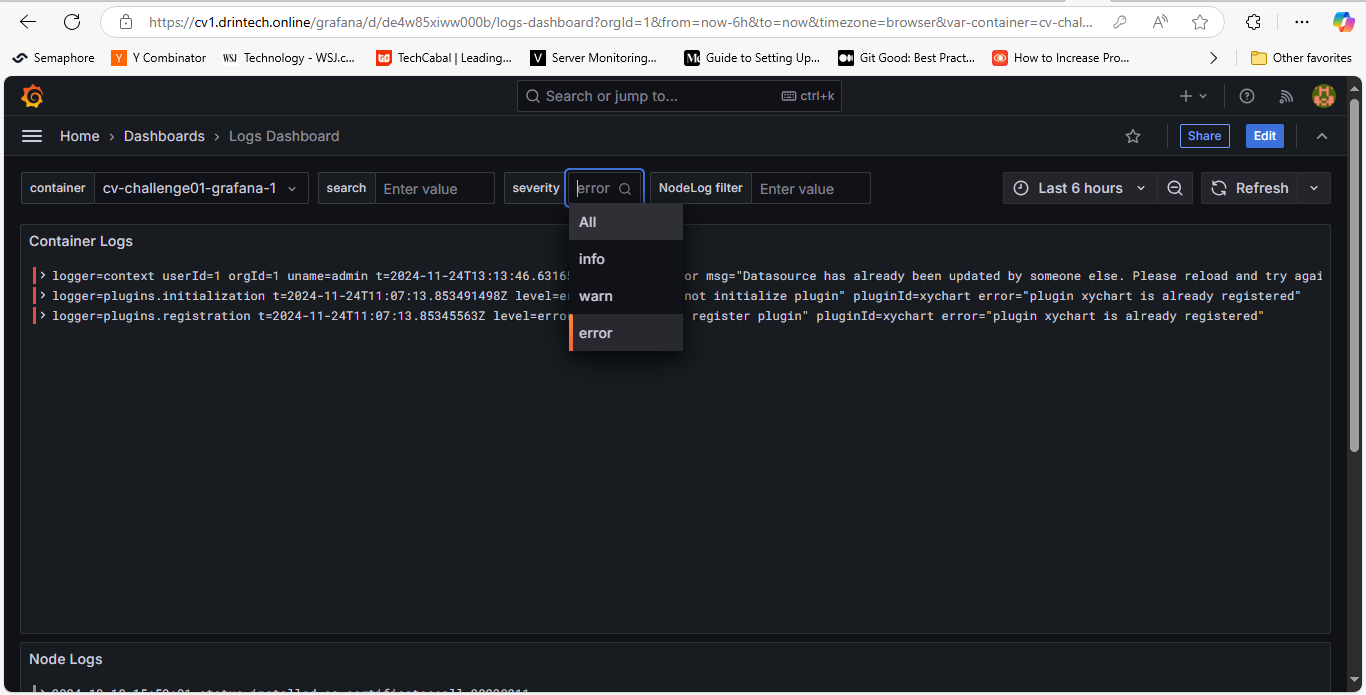 https://cv1.drintech.online/grafana/d/de4w85xiww000b/logs-dashboard?orgId=1&from=now-6h&to=now&timezone=browser&var-container=cv-chal...
Semaphore Y Combinator Technology - WSJ.c... TechCabal | Leading... Server Monitoring... Guide to Setting Up... Git Good: Best Pract... How to Increase Pro... Other favorites
Search or jump to... ctrl+k
Home › Dashboards › Logs Dashboard Share Edit
container cv-challenge01-grafana-1 search Enter value severity error NodeLog filter Enter value Last 6 hours Refresh
All
info
warn
error
Container Logs
logger=context userId=1 orgId=1 uname=admin t=2024-11-24T13:13:46.6316 or msg="Datasource has already been updated by someone else. Please reload and try agai
logger=plugins.initialization t=2024-11-24T11:07:13.853491498Z level=e not initialize plugin" pluginId=xychart error="plugin xychart is already registered"
logger=plugins.registration t=2024-11-24T11:07:13.85345563Z level=erro register plugin" pluginId=xychart error="plugin xychart is already registered"
Node Logs